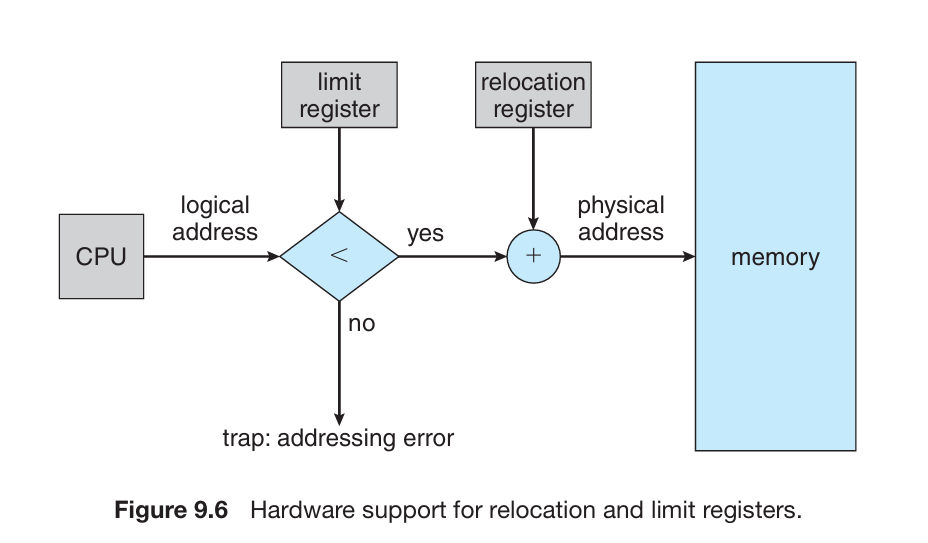 limit
register
relocation
register
logical
address
physical
address
CPU
<
yes
+
memory
no
trap: addressing error
Figure 9.6 Hardware support for relocation and limit registers.